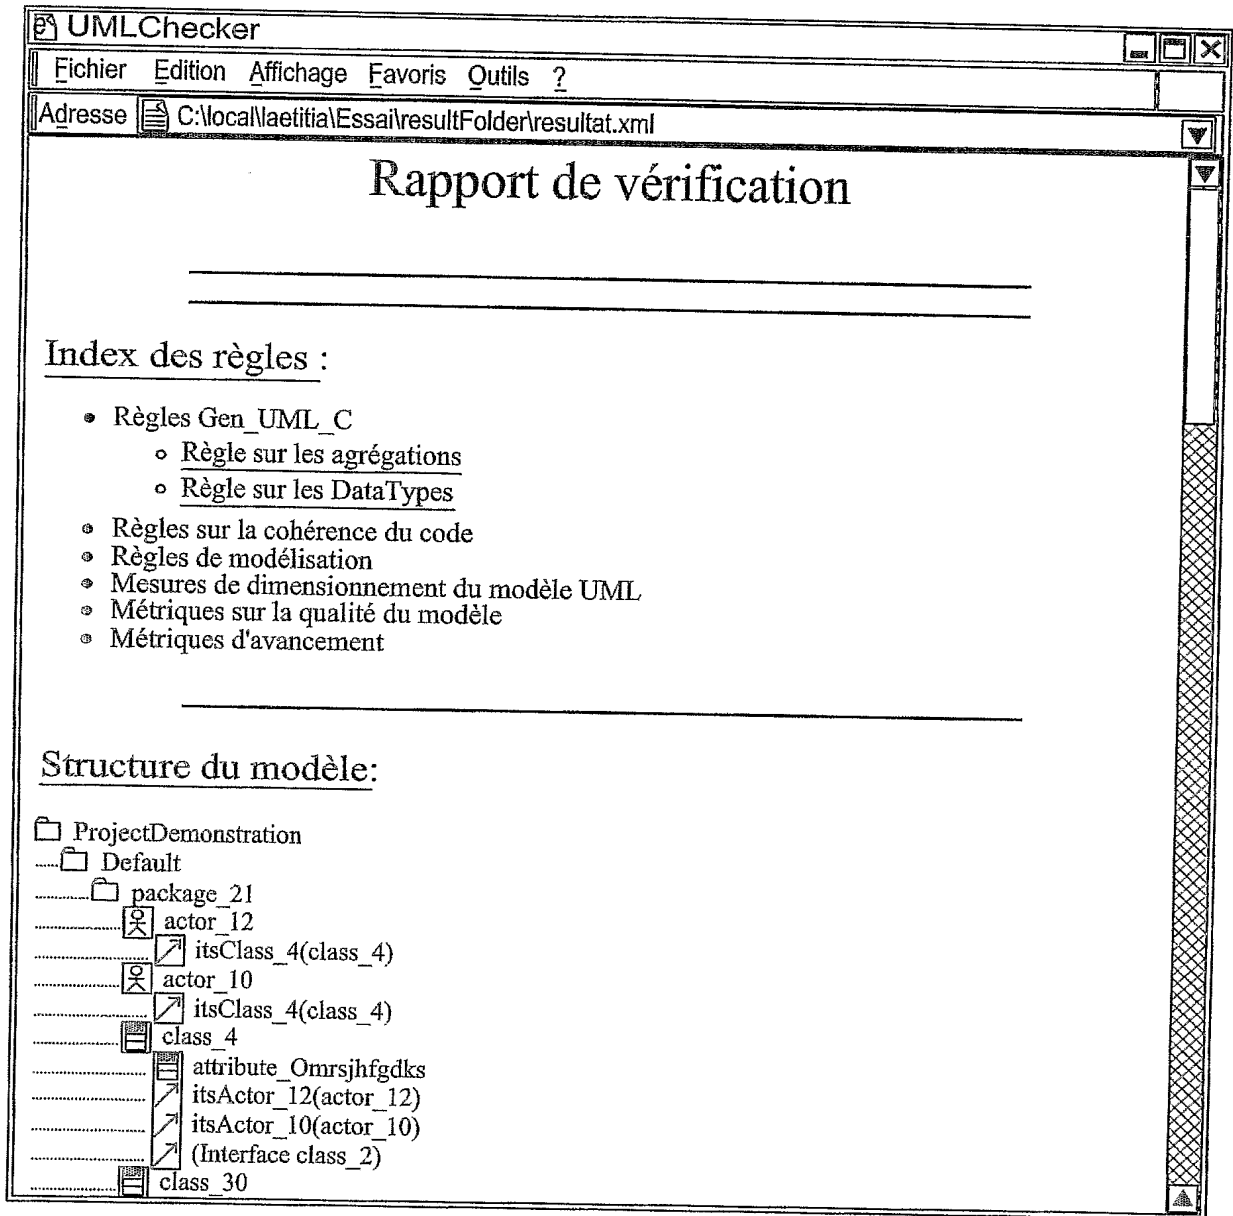 UMLChecker
Fichier Edition Affichage Favoris Outils ?
Adresse C:\local\laetitia\Essai\resultFolder\resultat.xml
Rapport de vérification
Index des règles :
Règles Gen_UML_C
Règle sur les agrégations
Règle sur les DataTypes
Règles sur la cohérence du code
Règles de modélisation
Mesures de dimensionnement du modèle UML
Métriques sur la qualité du modèle
Métriques d'avancement
Structure du modèle:
ProjectDemonstration
Default
package_21
actor_12
itsClass_4(class_4)
actor_10
itsClass_4(class_4)
class_4
attribute_Omrsjhfgdks
itsActor_12(actor_12)
itsActor_10(actor_10)
(Interface class_2)
class_30